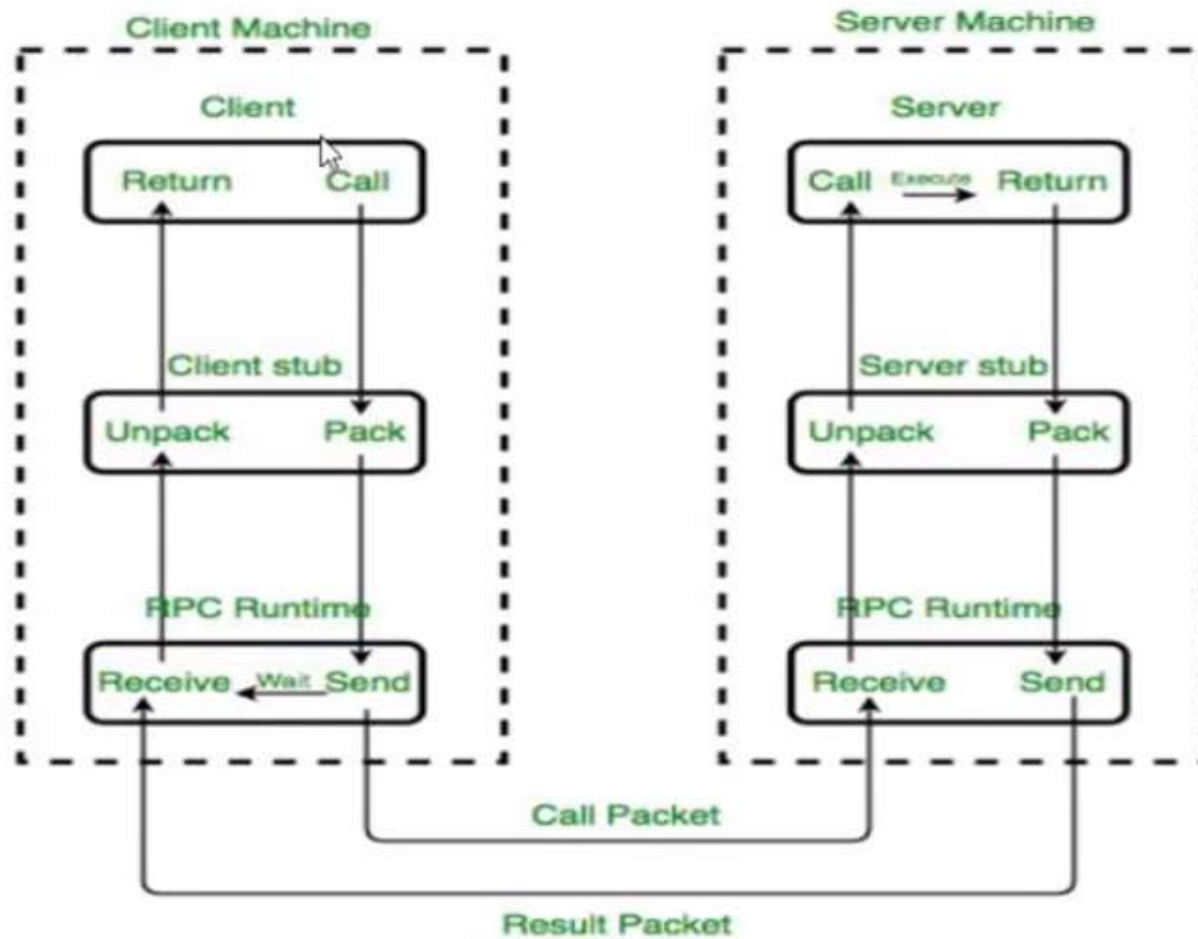 Client Machine
Server Machine
Client
Server
Return Call
Call Execute Return
Client stub
Server stub
Unpack Pack
Unpack Pack
RPC Runtime
RPC Runtime
Receive Wait Send
Receive Send
Call Packet
Result Packet